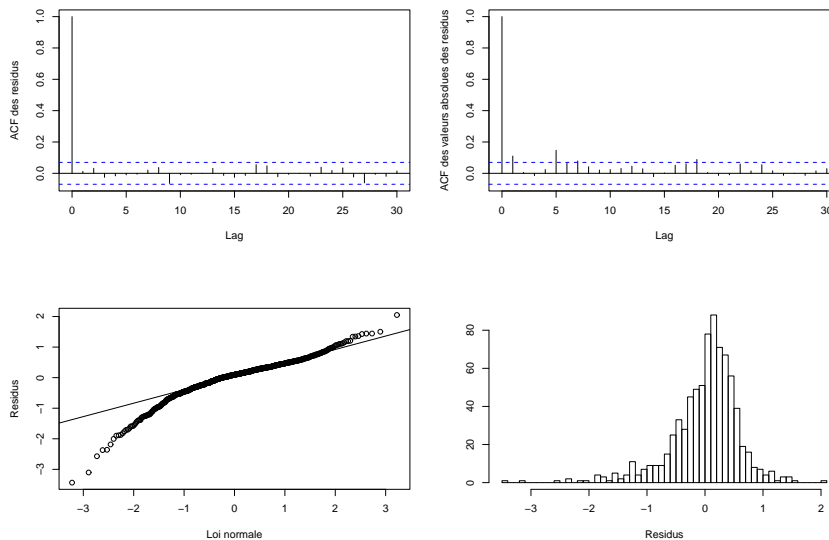 ACF des residus
1.0
0.8
0.6
0.4
0.2
0.0
0 5 10 15 20 25 30
Lag
ACF des valeurs absolues des residus
1.0
0.8
0.6
0.4
0.2
0.0
0 5 10 15 20 25 30
Lag
Residus
2
1
0
−1
−2
−3
−3 −2 −1 0 1 2 3
Loi normale
80
60
40
20
0
−3 −2 −1 0 1 2
Residus